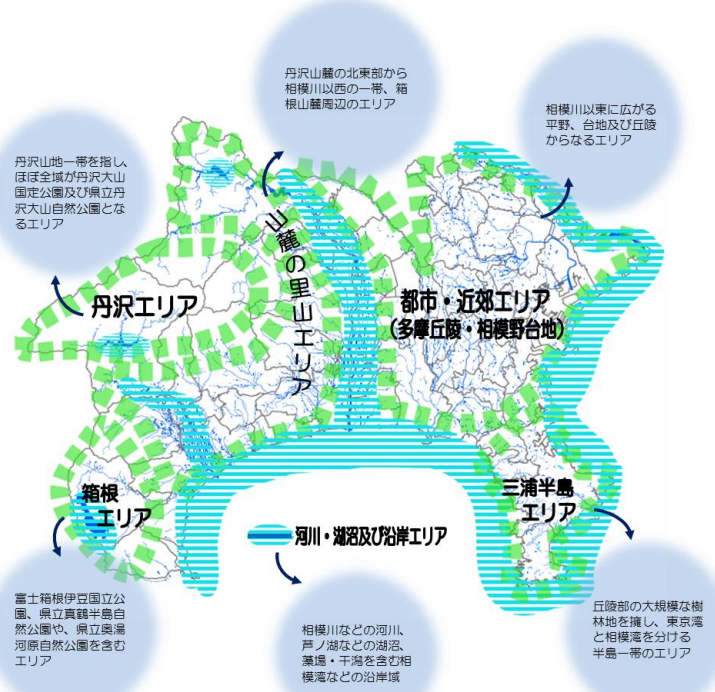 丹沢山麓の北東部から
相模川以西の一帯、箱
根山麓周辺のエリア
相模川以東に広がる
平野、台地及び丘陵
からなるエリア
丹沢山地一帯を指し、
ほぼ全域が丹沢大山
国定公園及び県立丹
沢大山自然公園とな
るエリア
丹沢エリア
山麓の里山エリア
都市・近郊エリア
(多摩丘陵・相模野台地)
箱根
エリア
三浦半島
エリア
河川・湖沼及び沿岸エリア
富士箱根伊豆国立公
園、県立真鶴半島自
然公園や、県立奥湯
河原自然公園を含む
エリア
相模川などの河川、
芦ノ湖などの湖沼、
藻場・干潟を含む相
模湾などの沿岸域
丘陵部の大規模な樹
林地を擁し、東京湾
と相模湾を分ける
半島一帯のエリア